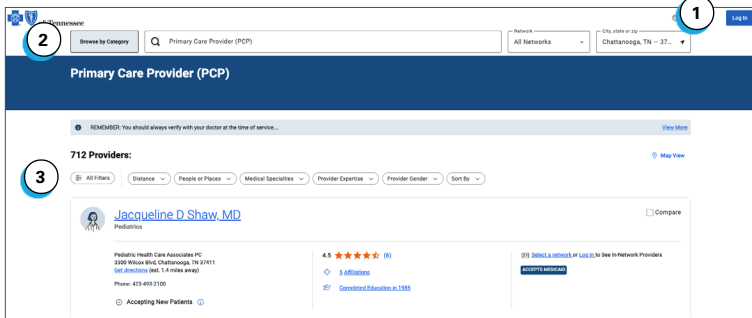 1
Log In
of Tennessee
2
Browse by Category
Primary Care Provider (PCP)
Network
All Networks
City, state or zip
Chattanooga, TN -- 37...
Primary Care Provider (PCP)
REMEMBER: You should always verify with your doctor at the time of service...
View More
712 Providers:
Map View
3
All Filters
Distance
People or Places
Medical Specialties
Provider Expertise
Provider Gender
Sort By
Jacqueline D Shaw, MD
Compare
Pediatrics
Pediatric Health Care Associates PC
3300 Wilcox Blvd, Chattanooga, TN 37411
Get directions (est. 1.4 miles away)
Phone: 423-493-2100
Accepting New Patients
4.5 (6)
5 Affiliations
Completed Education in 1985
Select a network or Log In to See In-Network Providers
ACCEPTS MEDICAID